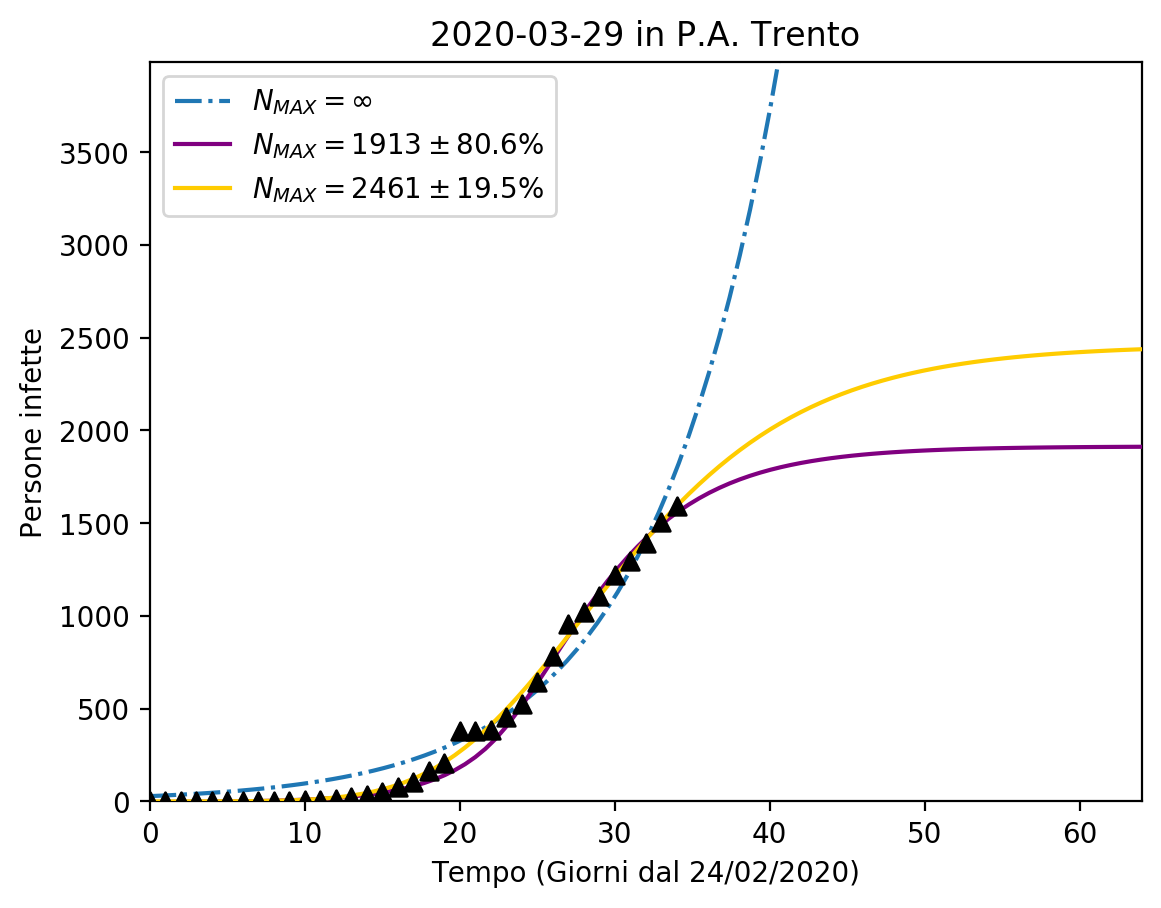 2020-03-29 in P.A. Trento
N_MAX = ∞
N_MAX = 1913 ± 80.6%
N_MAX = 2461 ± 19.5%
3500
3000
2500
2000
1500
1000
500
0
Persone infette
0 10 20 30 40 50 60
Tempo (Giorni dal 24/02/2020)